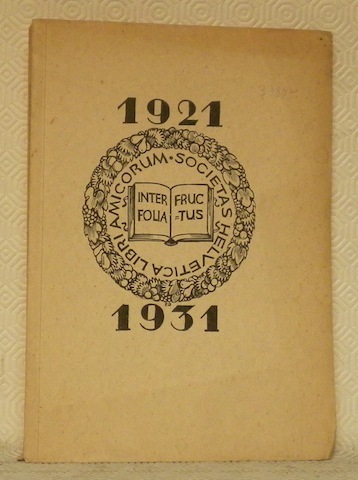 1921
LIBRI AMICORUM · SOCIETAS HELVETICA
INTER FRUC
FOLIA =TUS
1931